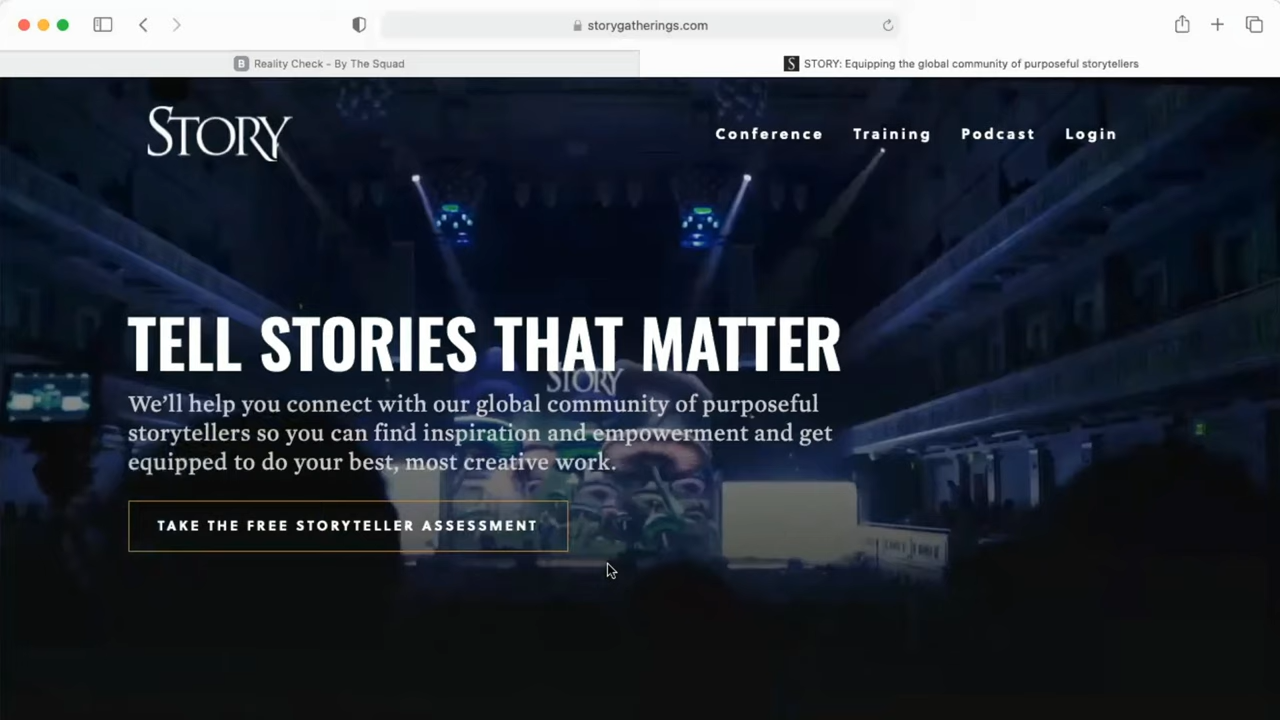 storygatherings.com
B Reality Check - By The Squad
S STORY: Equipping the global community of purposeful storytellers
STORY
Conference Training Podcast Login
TELL STORIES THAT MATTER
STORY
We’ll help you connect with our global community of purposeful
storytellers so you can find inspiration and empowerment and get
equipped to do your best, most creative work.
TAKE THE FREE STORYTELLER ASSESSMENT